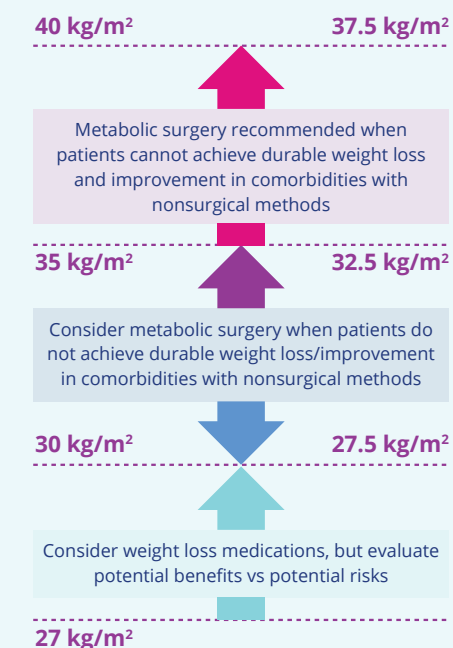 40 kg/m² 37.5 kg/m²
Metabolic surgery recommended when
patients cannot achieve durable weight loss
and improvement in comorbidities with
nonsurgical methods
35 kg/m² 32.5 kg/m²
Consider metabolic surgery when patients do
not achieve durable weight loss/improvement
in comorbidities with nonsurgical methods
30 kg/m² 27.5 kg/m²
Consider weight loss medications, but evaluate
potential benefits vs potential risks
27 kg/m²